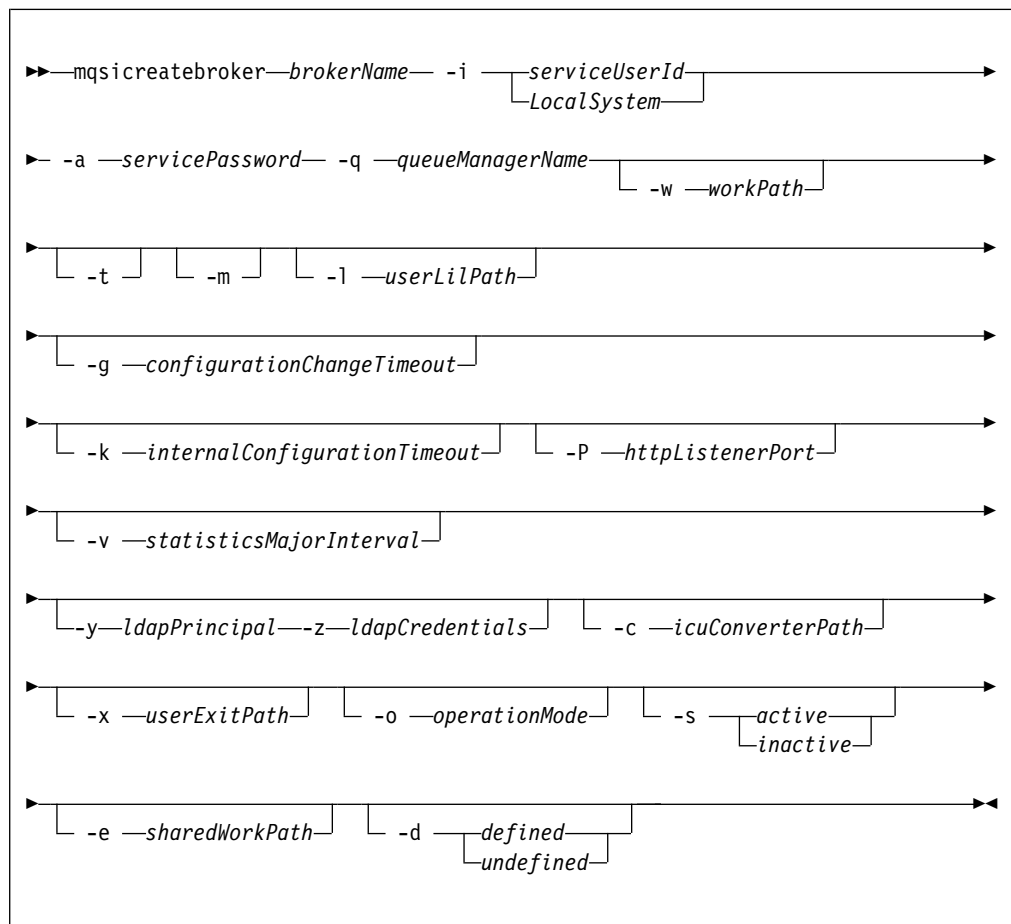 mqsicreatebroker brokerName -i serviceUserId
LocalSystem
-a servicePassword -q queueManagerName
-w workPath
-t -m -l userLilPath
-g configurationChangeTimeout
-k internalConfigurationTimeout -P httpListenerPort
-v statisticsMajorInterval
-y ldapPrincipal -z ldapCredentials -c icuConverterPath
-x userExitPath -o operationMode -s active
inactive
-e sharedWorkPath -d defined
undefined